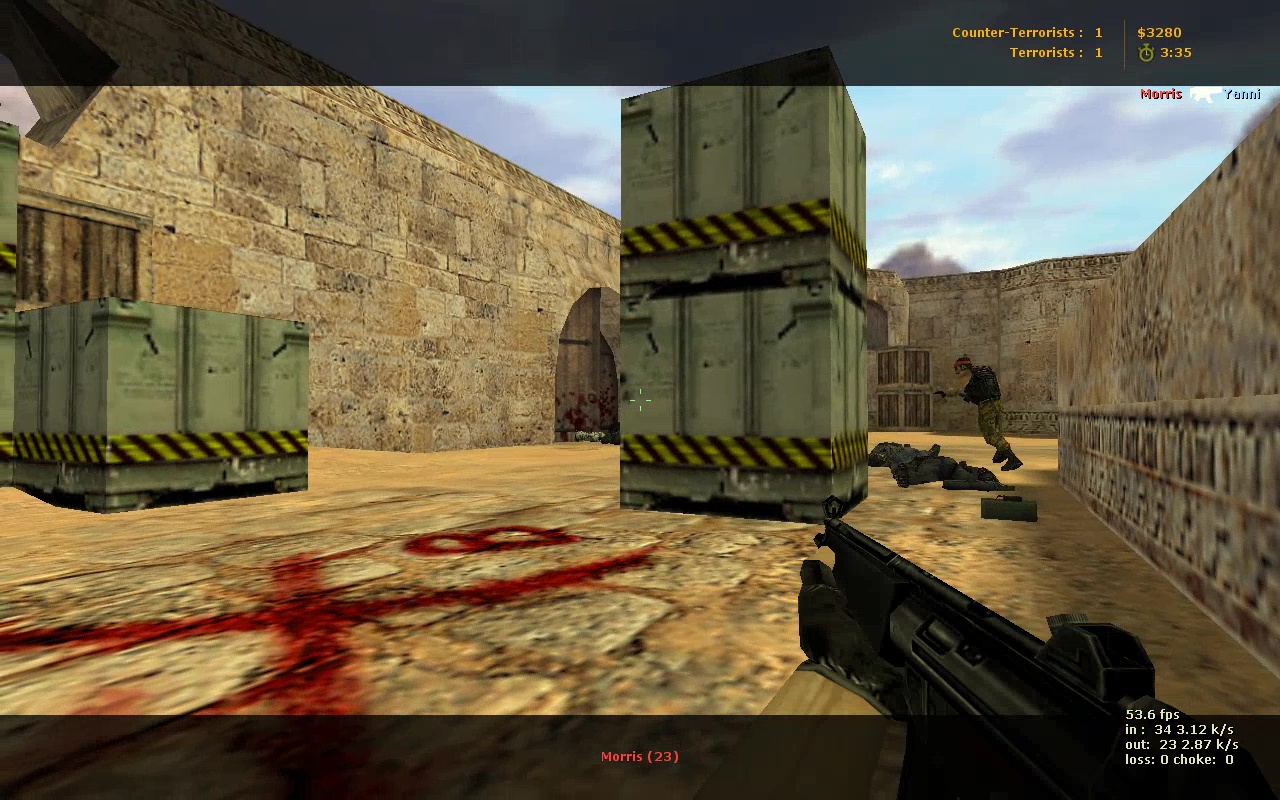 Counter-Terrorists : 1 $3280
Terrorists : 1 3:35
Morris Yanni
B
Morris (23)
53.6 fps
in : 34 3.12 k/s
out: 23 2.87 k/s
loss: 0 choke: 0